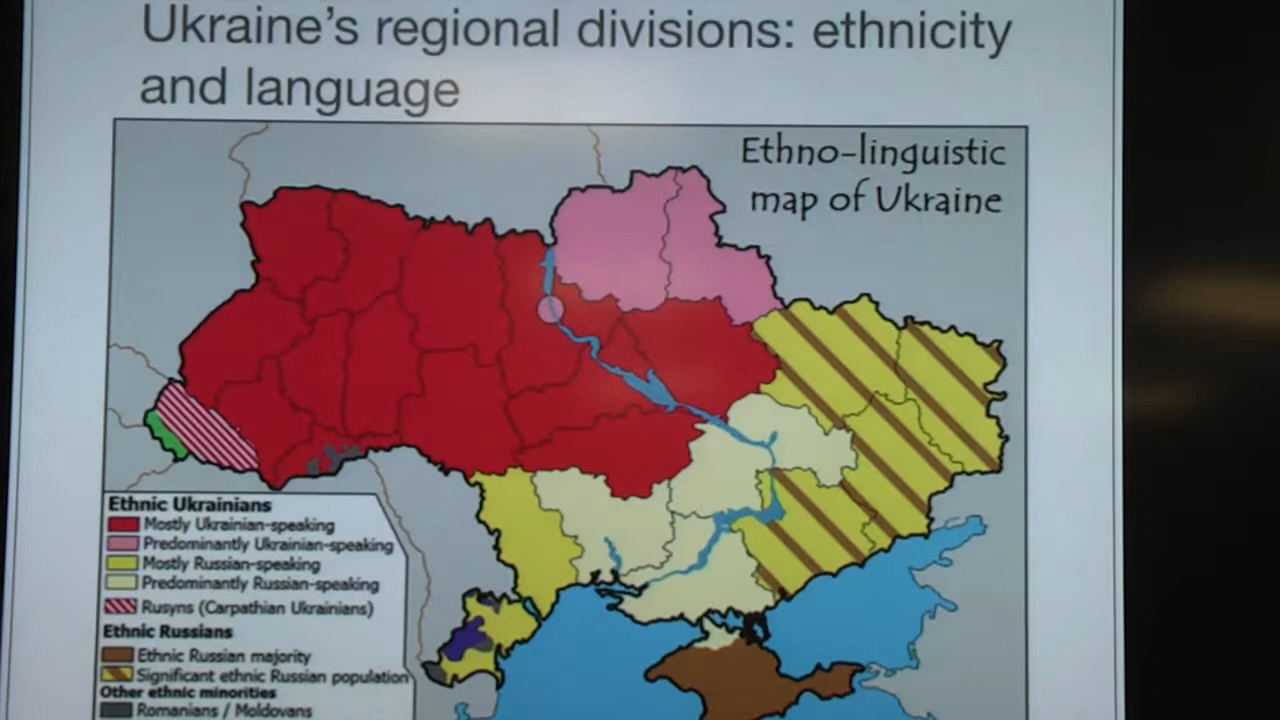 Ukraine's regional divisions: ethnicity
and language
Ethno-linguistic
map of Ukraine
Ethnic Ukrainians
Mostly Ukrainian-speaking
Predominantly Ukrainian-speaking
Mostly Russian-speaking
Predominantly Russian-speaking
Rusyns (Carpathian Ukrainians)
Ethnic Russians
Ethnic Russian majority
Significant ethnic Russian population
Other ethnic minorities
Romanians / Moldovans